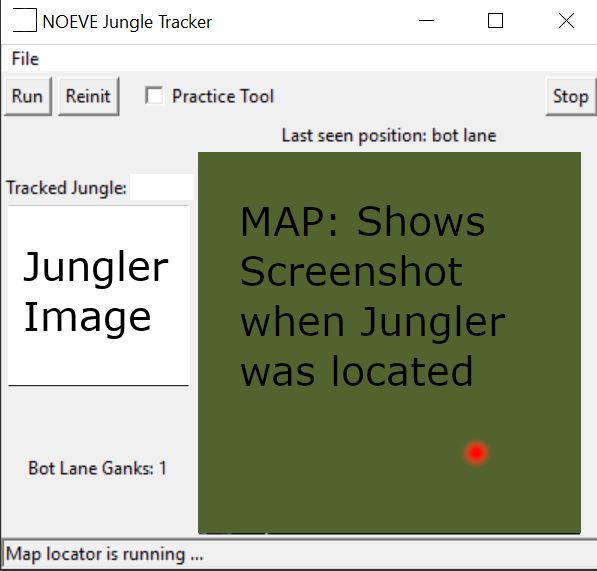 NOEVE Jungle Tracker
File
Run Reinit Practice Tool Stop
Last seen position: bot lane
Tracked Jungle:
Jungler
Image
MAP: Shows
Screenshot
when Jungler
was located
Bot Lane Ganks: 1
Map locator is running ...